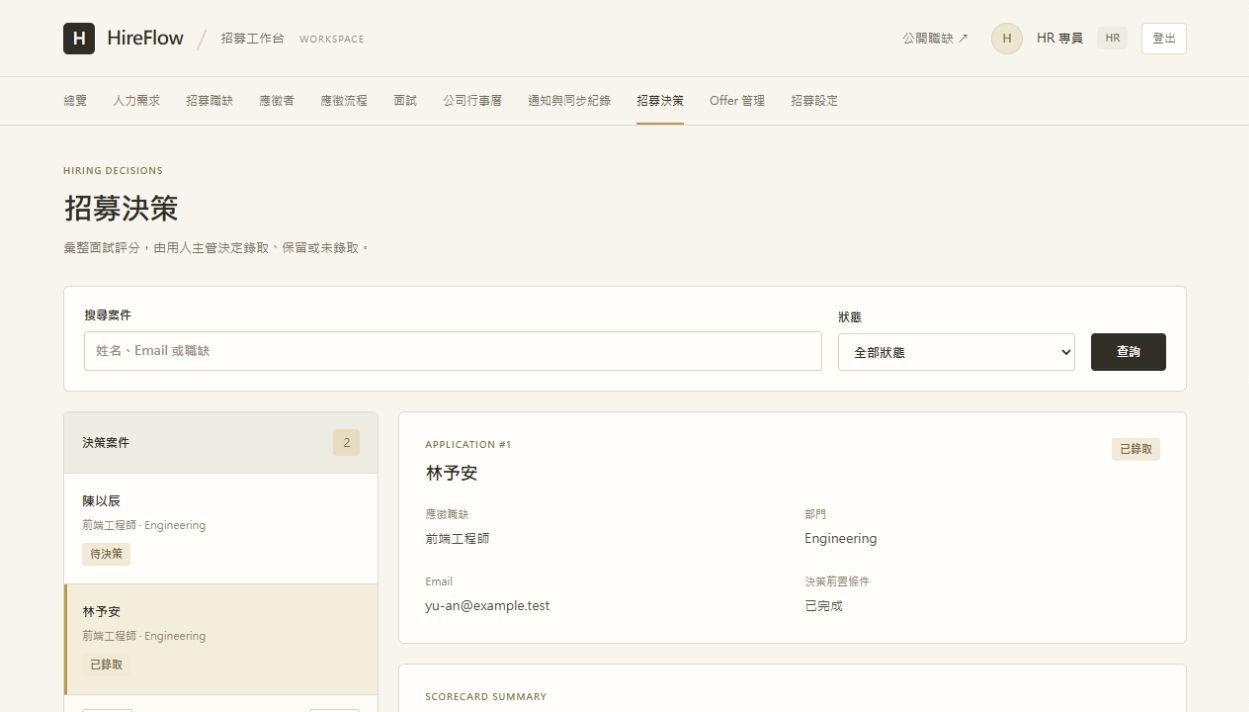 H HireFlow / 招募工作台 WORKSPACE 公開職缺 ↗ H HR 專員 HR 登出
總覽 人力需求 招募職缺 應徵者 應徵流程 面試 公司行事曆 通知與同步紀錄 招募決策 Offer 管理 招募設定
HIRING DECISIONS
招募決策
彙整面試評分，由用人主管決定錄取、保留或未錄取。
搜尋案件
姓名、Email 或職缺
狀態
全部狀態
查詢
決策案件 2
陳以辰
前端工程師 · Engineering
待決策
林予安
前端工程師 · Engineering
已錄取
APPLICATION #1
已錄取
林予安
應徵職缺
前端工程師
部門
Engineering
Email
yu-an@example.test
決策前置條件
已完成
SCORECARD SUMMARY